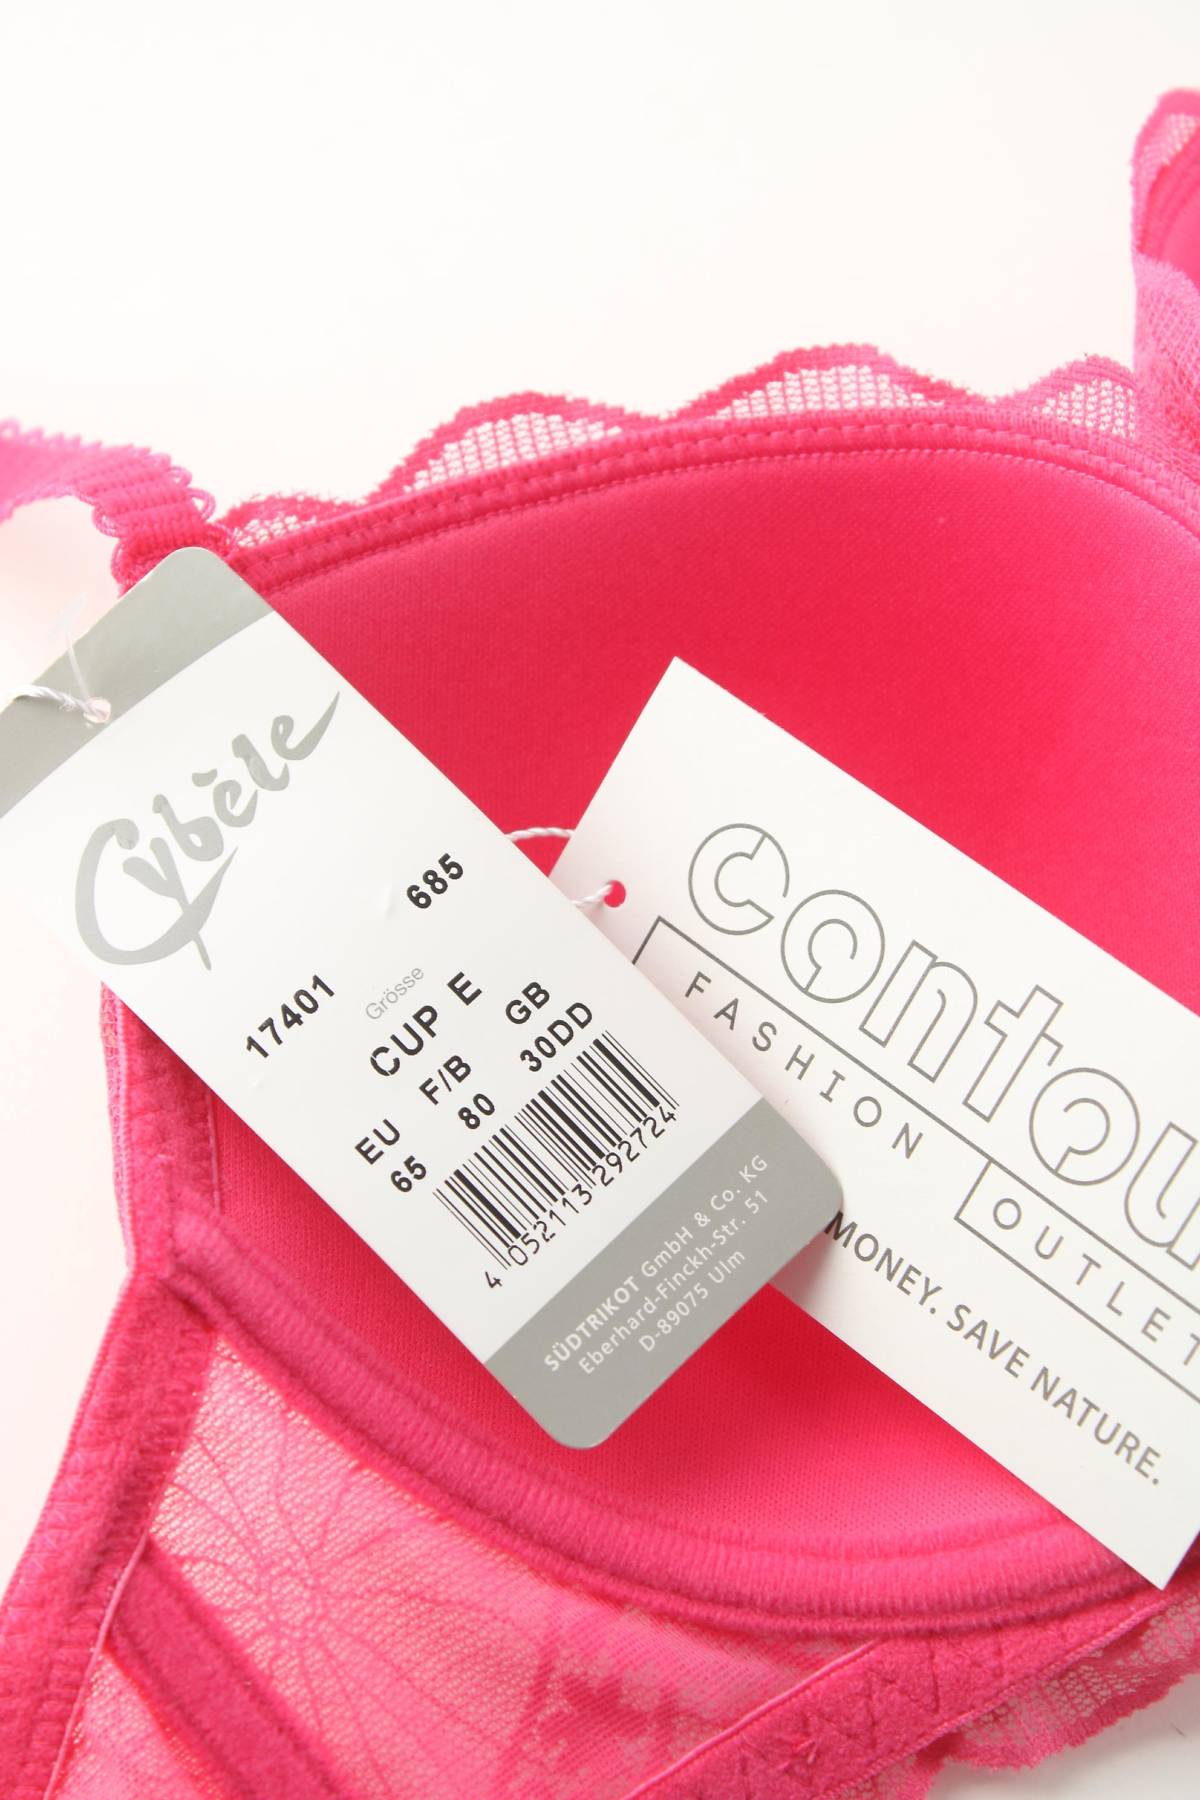 Cybèle
17401 685
Grösse
CUP E
EU F/B GB
65 80 30DD
4 052113 292724
SÜDTRIKOT GmbH & Co. KG
Eberhard-Finckh-Str. 51
D-89075 Ulm
contou
FASHION
OUTLET
MONEY. SAVE NATURE.